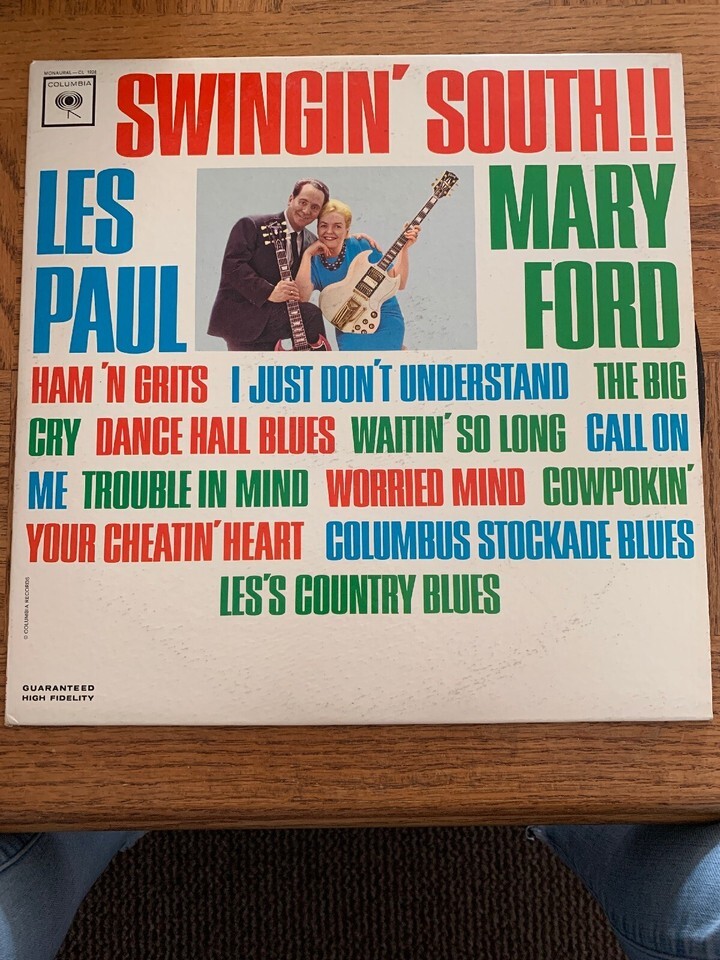 MONAURAL—CL 1928
COLUMBIA
SWINGIN' SOUTH!!
LES
PAUL
MARY
FORD
HAM 'N GRITS I JUST DON'T UNDERSTAND THE BIG
CRY DANCE HALL BLUES WAITIN' SO LONG CALL ON
ME TROUBLE IN MIND WORRIED MIND COWPOKIN'
YOUR CHEATIN' HEART COLUMBUS STOCKADE BLUES
LES'S COUNTRY BLUES
© COLUMBIA RECORDS
GUARANTEED
HIGH FIDELITY